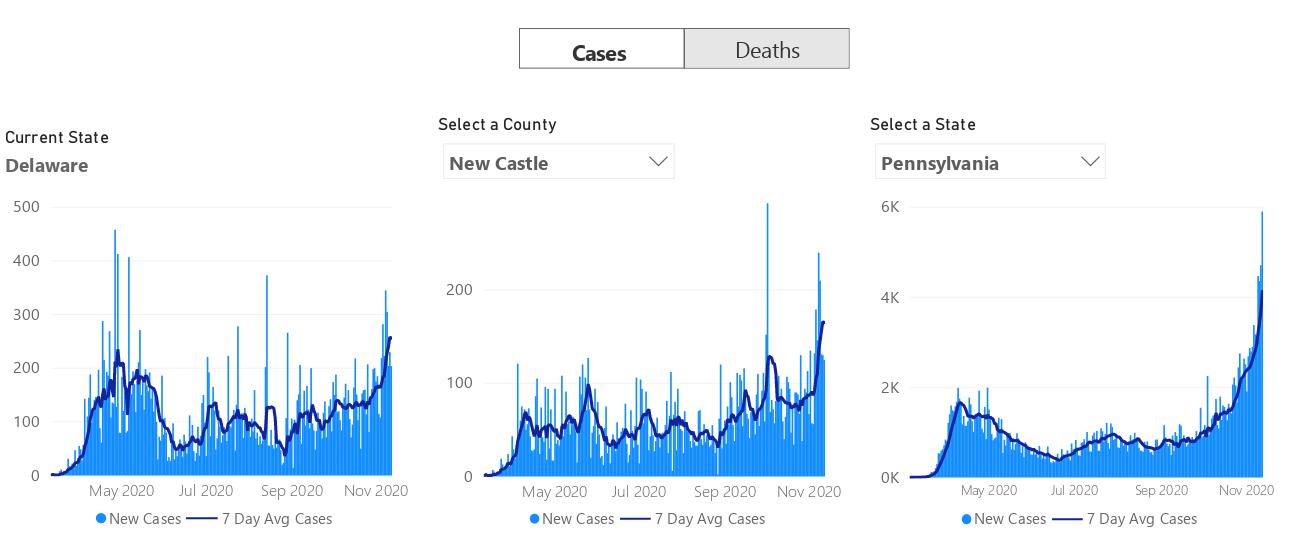 Cases
Deaths
Current State
Delaware
500
400
300
200
100
0
May 2020
Jul 2020
Sep 2020
Nov 2020
New Cases
7 Day Avg Cases
Select a County
New Castle
200
100
0
May 2020
Jul 2020
Sep 2020
Nov 2020
New Cases
7 Day Avg Cases
Select a State
Pennsylvania
6K
4K
2K
0K
May 2020
Jul 2020
Sep 2020
Nov 2020
New Cases
7 Day Avg Cases